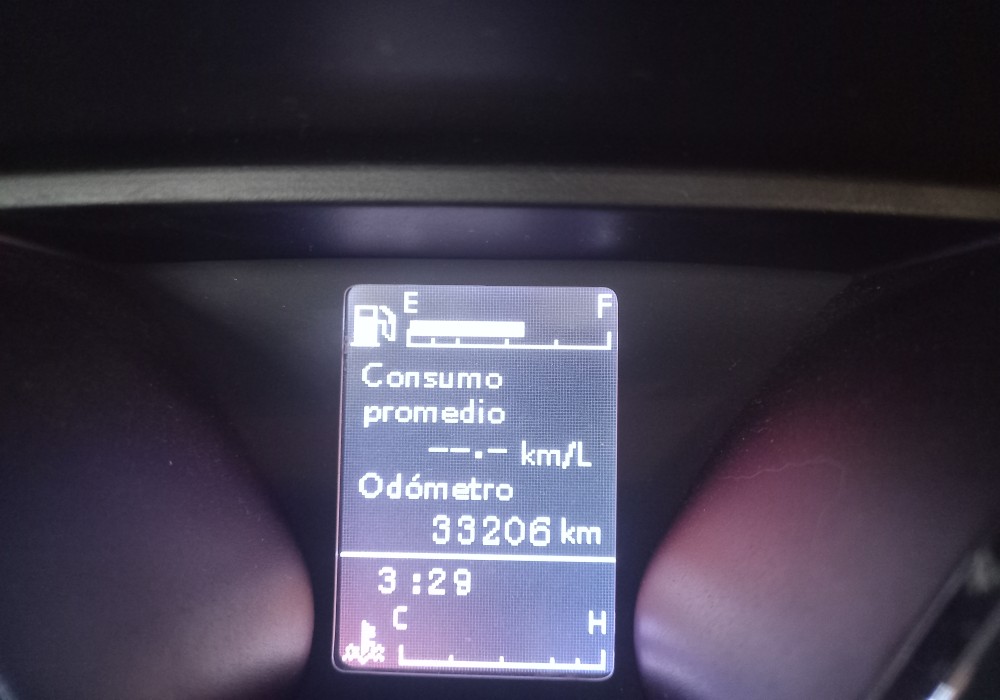 E F
Consumo
promedio
--.- km/L
Odómetro
33206 km
3:29
C H